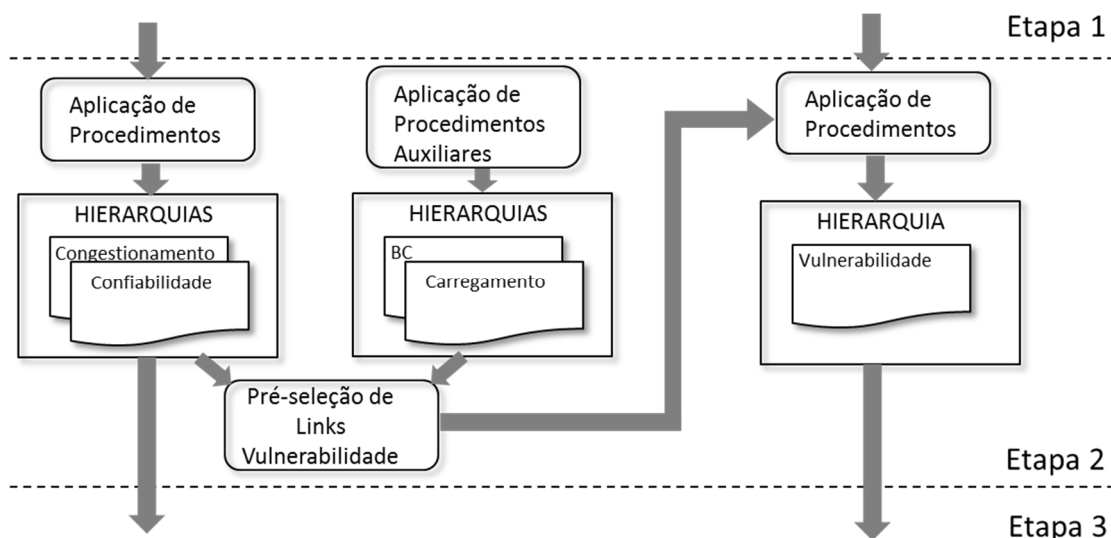 Etapa 1
Aplicação de
Procedimentos
HIERARQUIAS
Congestionamento
Confiabilidade
Aplicação de
Procedimentos
Auxiliares
HIERARQUIAS
BC
Carregamento
Pré-seleção de
Links
Vulnerabilidade
Aplicação de
Procedimentos
HIERARQUIA
Vulnerabilidade
Etapa 2
Etapa 3